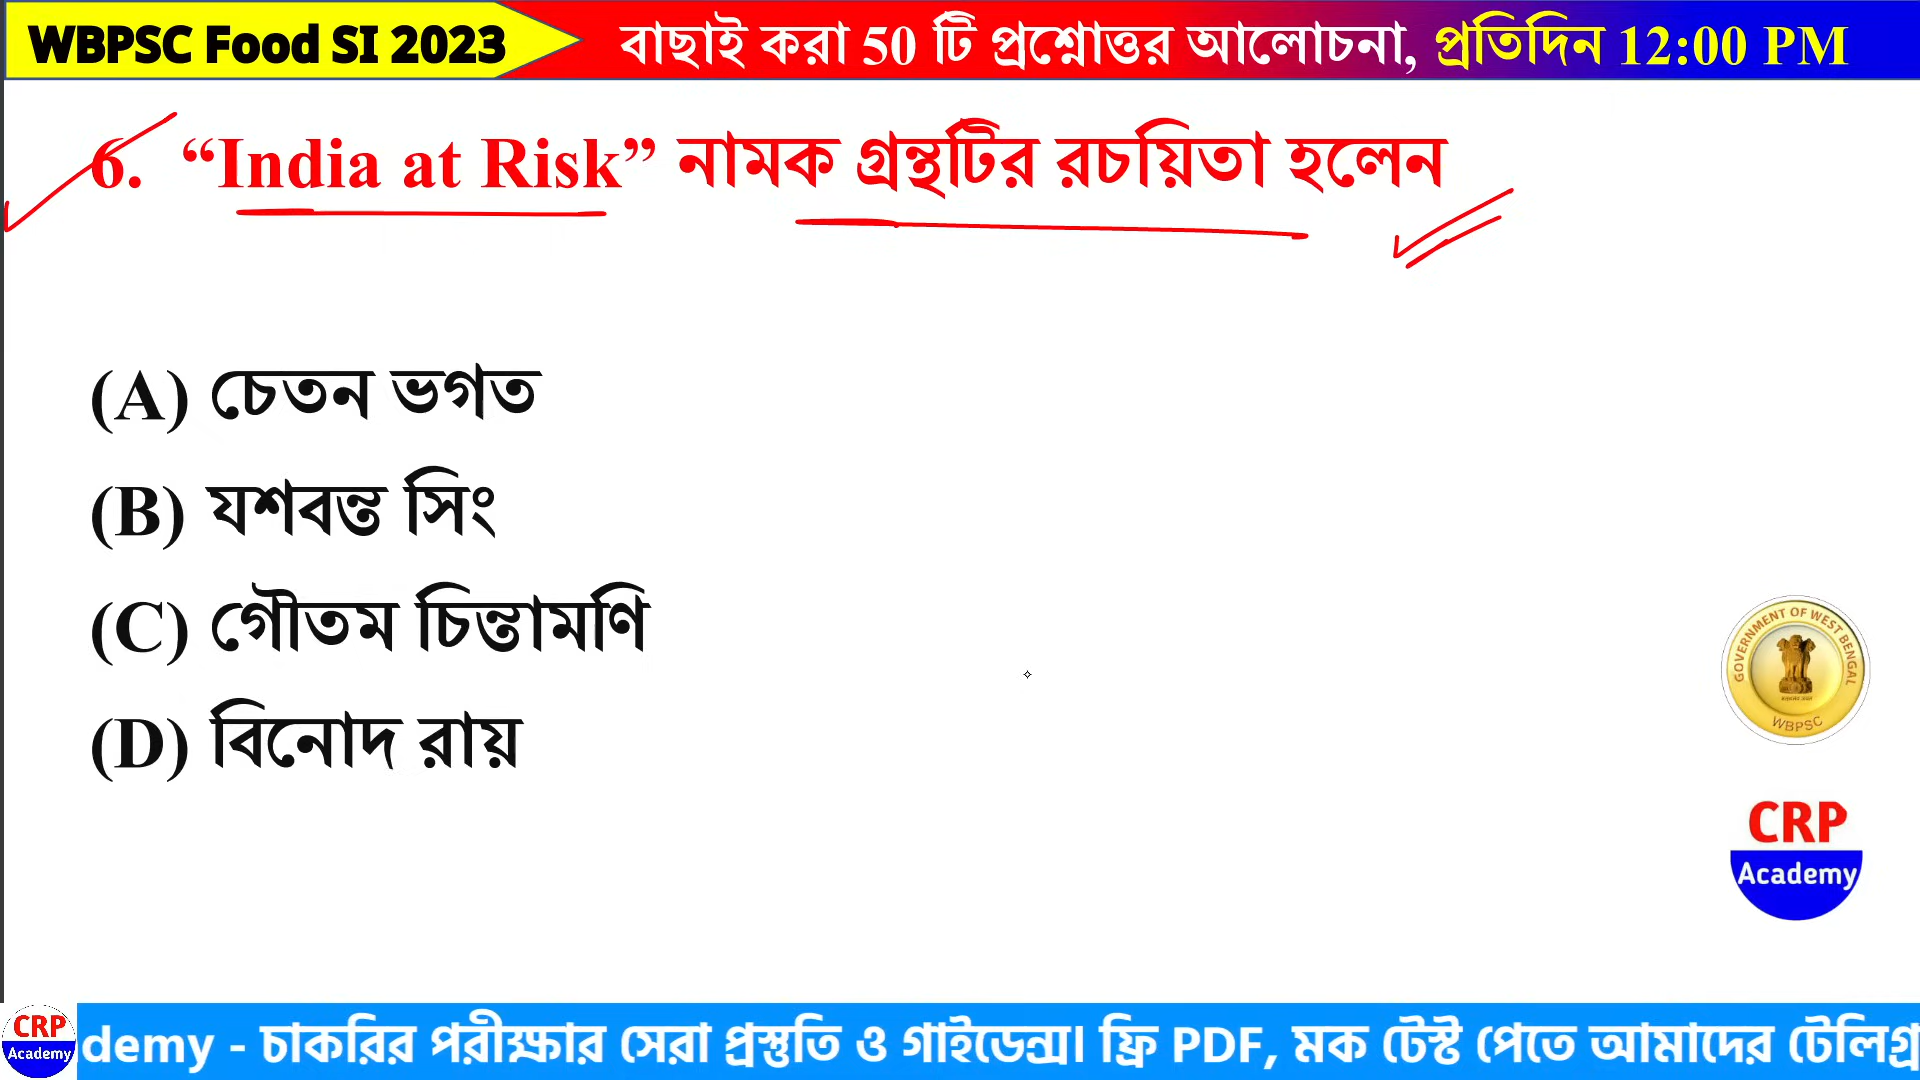 WBPSC Food SI 2023
বাছাই করা 50 টি প্রশ্নোত্তর আলোচনা, প্রতিদিন 12:00 PM
6. “India at Risk” নামক গ্রন্থটির রচয়িতা হলেন
(A) চেতন ভগত
(B) যশবন্ত সিং
(C) গৌতম চিন্তামণি
(D) বিনোদ রায়
GOVERNMENT OF WEST BENGAL
WBPSC
CRP
Academy
CRP
Academy
demy - চাকরির পরীক্ষার সেরা প্রস্তুতি ও গাইডেন্স। ফ্রি PDF, মক টেস্ট পেতে আমাদের টেলিগ্র